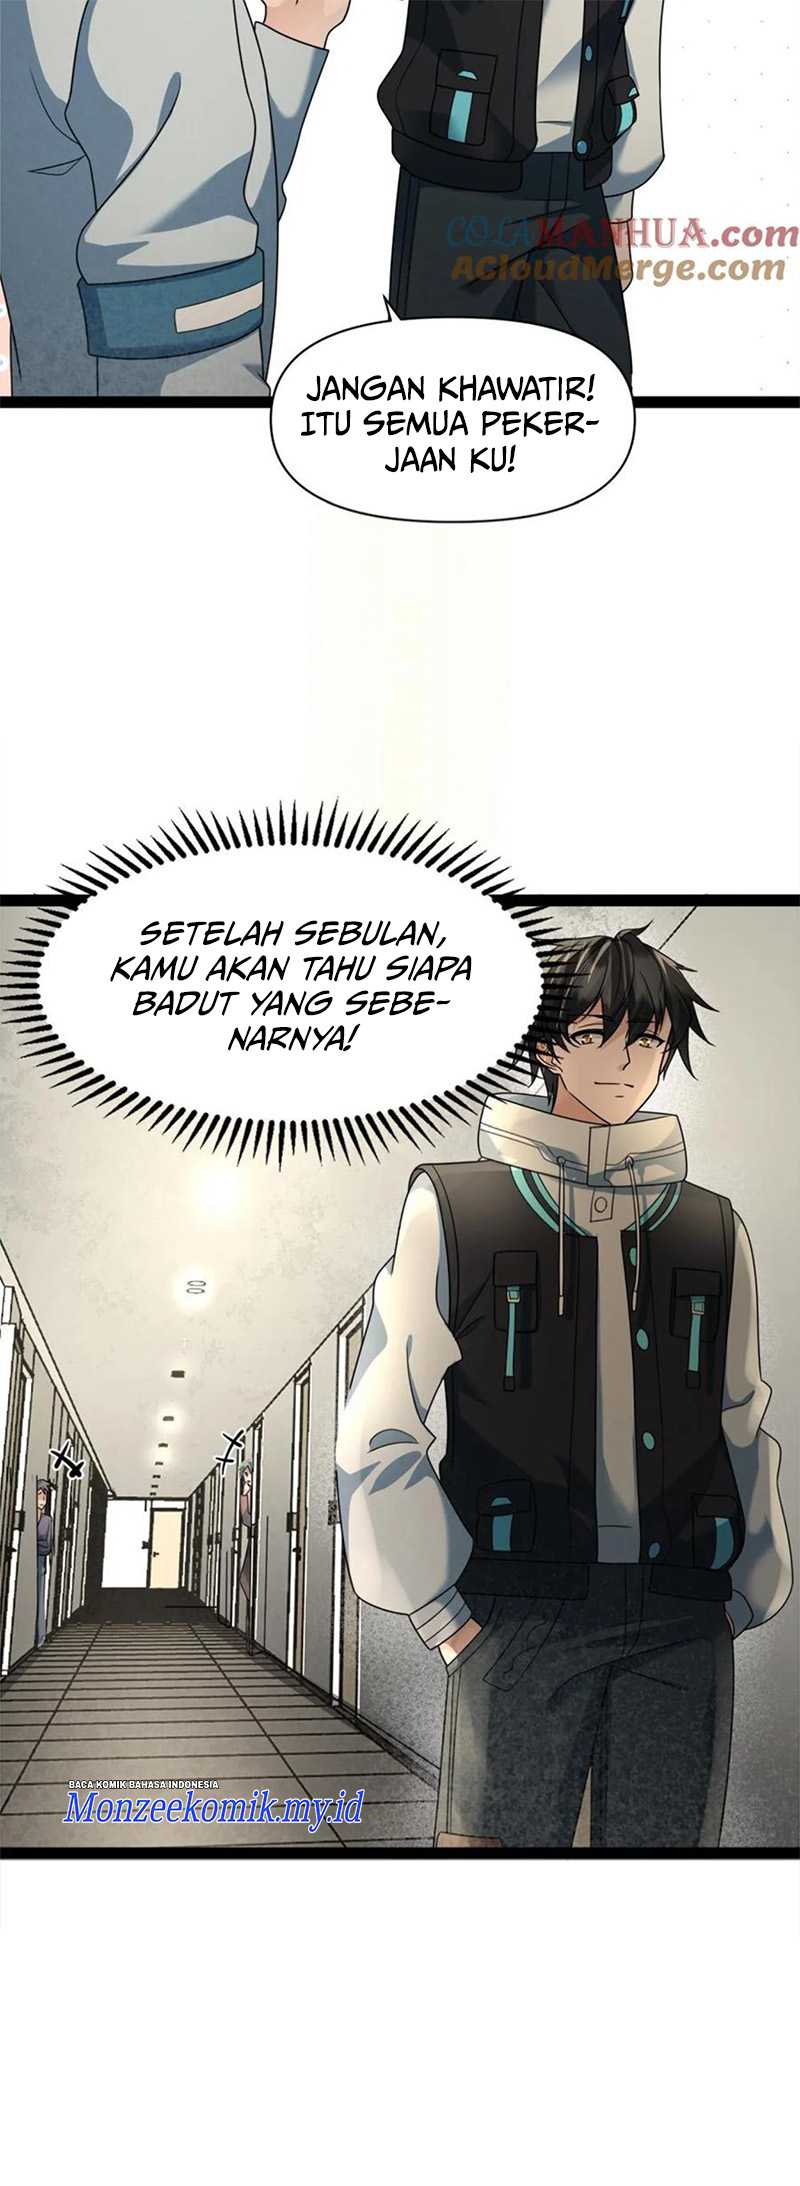 COLAMANHUA.com
AcloudMerge.com
JANGAN KHAWATIR!
ITU SEMUA PEKER-
JAAN KU!
SETELAH SEBULAN,
KAMU AKAN TAHU SIAPA
BADUT YANG SEBE-
NARNYA!
BACA KOMIK BAHASA INDONESIA
Monzeekomik.my.id